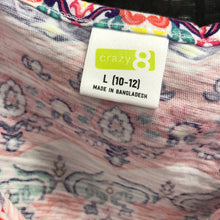 crazy 8
L (10-12)
MADE IN BANGLADESH